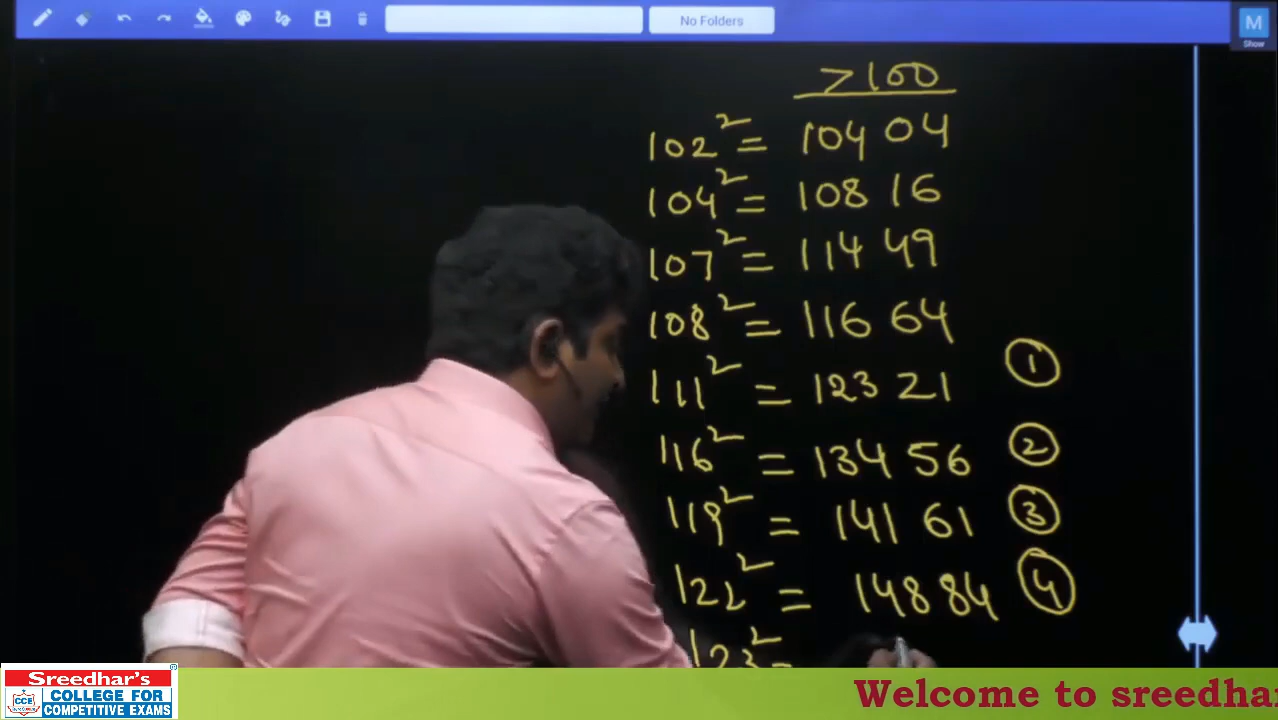 No Folders
M
Show
>100
102² = 104 04
104² = 108 16
107² = 114 49
108² = 116 64
111² = 123 21 ①
116² = 134 56 ②
119² = 141 61 ③
122² = 148 84 ④
123² =
Sreedhar's
CCE
COLLEGE FOR
COMPETITIVE EXAMS
Welcome to sreedhar